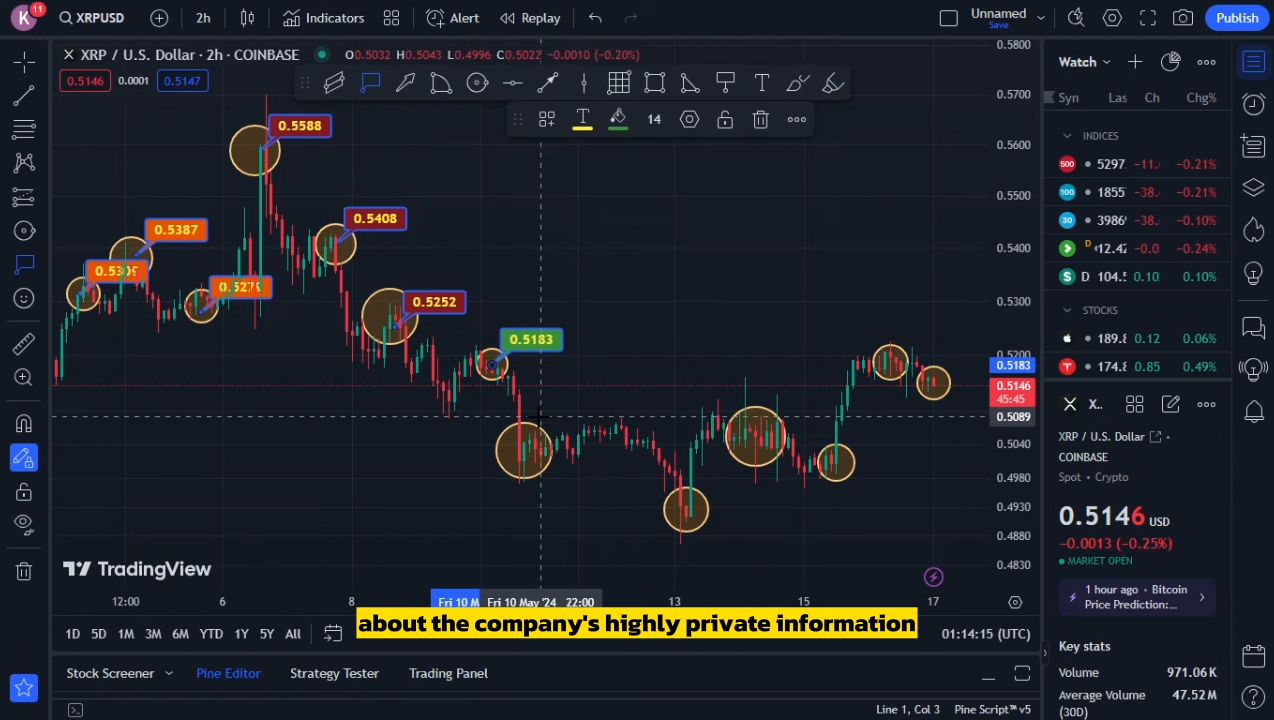 K 11 XRPUSD 2h Indicators Alert Replay Unnamed Save Publish
XRP / U.S. Dollar · 2h · COINBASE O0.5032 H0.5043 L0.4996 C0.5022 −0.0010 (−0.20%)
0.5146 0.0001 0.5147
14
0.5588
0.5408
0.5387
0.5252
0.5183
0.5800
0.5700
0.5600
0.5500
0.5400
0.5300
0.5200
0.5183
0.5146
45:45
0.5089
0.5040
0.4980
0.4930
0.4880
0.4830
TradingView
12:00 6 8 Fri 10 M Fri 10 May '24 22:00 13 15 17
about the company's highly private information
1D 5D 1M 3M 6M YTD 1Y 5Y All 01:14:15 (UTC)
Stock Screener Pine Editor Strategy Tester Trading Panel
Line 1, Col 3 Pine Script™ v5
Watch
Syn Las Ch Chg%
INDICES
500 5297. −11. −0.21%
100 1855 −38. −0.21%
30 3986 −38. −0.10%
D 12.42 −0.0 −0.24%
S D 104.5 0.10 0.10%
STOCKS
189.8 0.12 0.06%
174.8 0.85 0.49%
X..
XRP / U.S. Dollar
COINBASE
Spot · Crypto
0.5146 USD
−0.0013 (−0.25%)
MARKET OPEN
1 hour ago · Bitcoin
Price Prediction:...
Key stats
Volume 971.06K
Average Volume 47.52M
(30D)